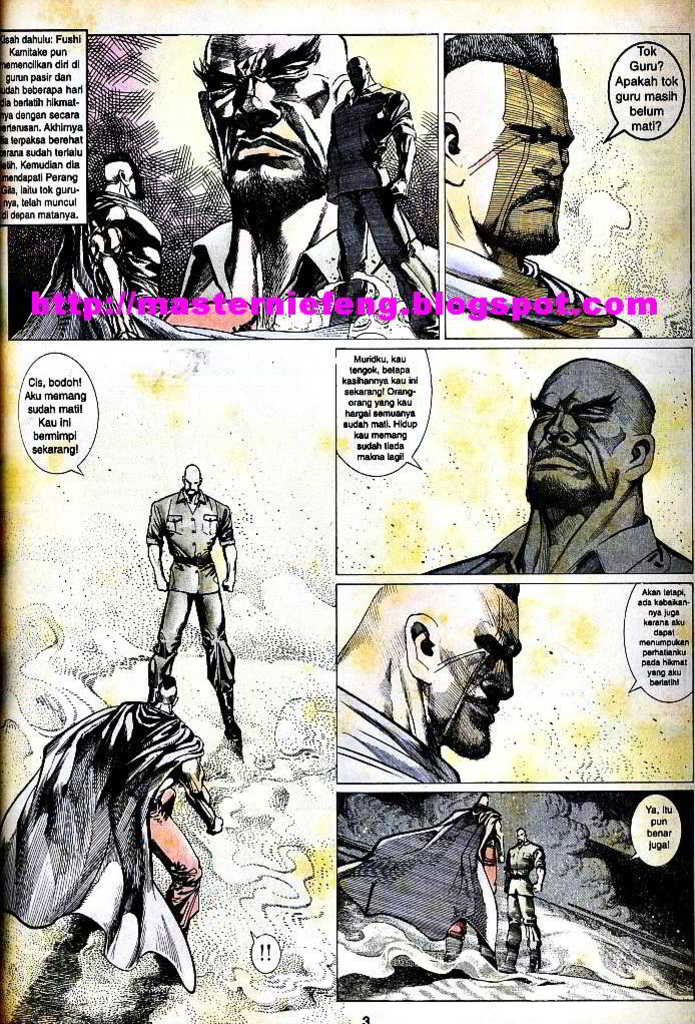 Kisah dahulu: Fushi
Kamitake pun
memencilkan diri di
gurun pasir dan
sudah beberapa hari
dia berlatih hikmat-
nya dengan secara
berterusan. Akhirnya
dia terpaksa berehat
kerana sudah terlalu
letih. Kemudian dia
mendapati Perang
Gila, iaitu tok guru-
nya, telah muncul
di depan matanya.
Tok
Guru?
Apakah tok
guru masih
belum
mati?
http://masterniefeng.blogspot.com
Cis, bodoh!
Aku memang
sudah mati!
Kau ini
bermimpi
sekarang!
!!
Muridku, kau
tengok, betapa
kasihannya kau ini
sekarang! Orang-
orang yang kau
hargai semuanya
sudah mati. Hidup
kau memang
sudah tiada
makna lagi!
Akan tetapi,
ada kebaikan-
nya juga
kerana aku
dapat
menumpukan
perhatianku
pada hikmat
yang aku
berlatih!
Ya, itu
pun
benar
juga!
3